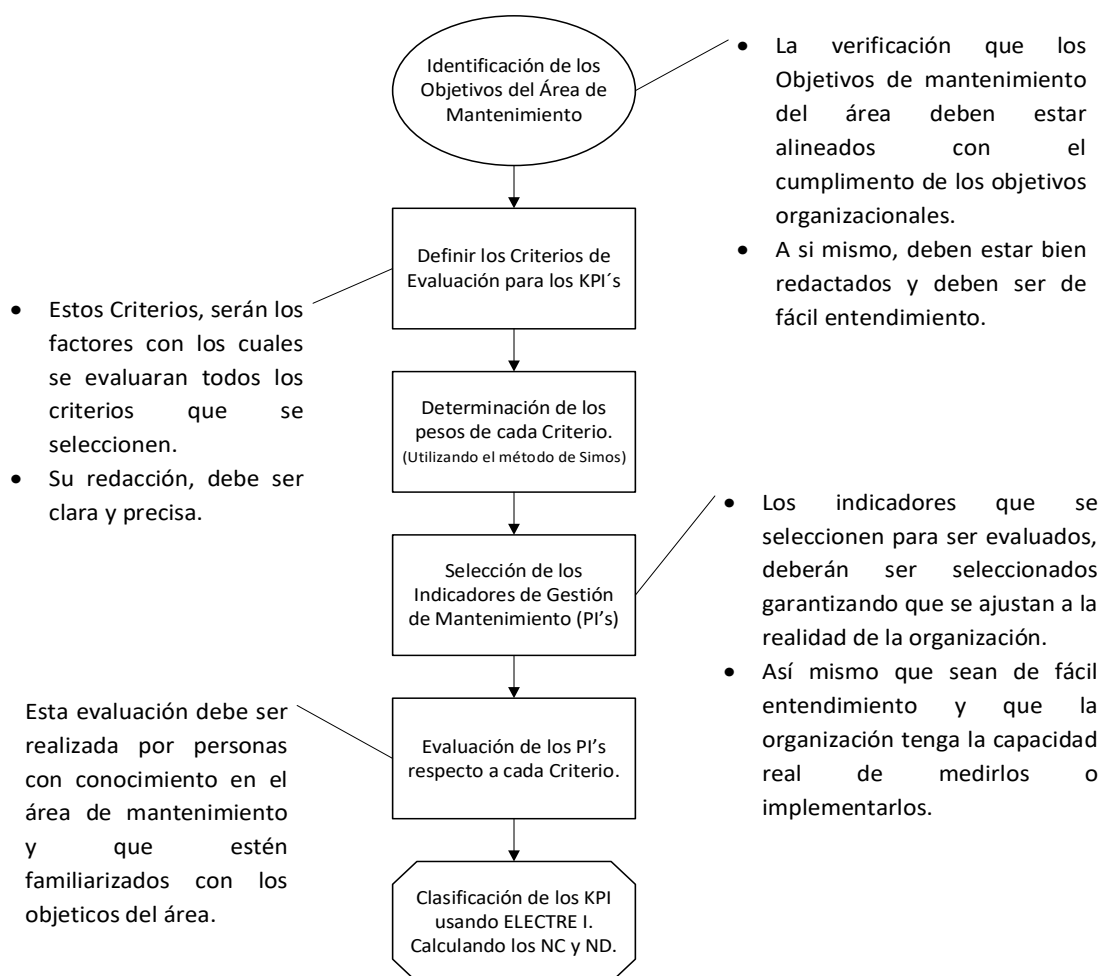 Identificación de los
Objetivos del Área de
Mantenimiento
• La verificación que los
Objetivos de mantenimiento
del área deben estar
alineados con el
cumplimento de los objetivos
organizacionales.
• A si mismo, deben estar bien
redactados y deben ser de
fácil entendimiento.
Definir los Criterios de
Evaluación para los KPI´s
• Estos Criterios, serán los
factores con los cuales
se evaluaran todos los
criterios que se
seleccionen.
• Su redacción, debe ser
clara y precisa.
Determinación de los
pesos de cada Criterio.
(Utilizando el método de Simos)
Selección de los
Indicadores de Gestión
de Mantenimiento (PI’s)
• Los indicadores que se
seleccionen para ser evaluados,
deberán ser seleccionados
garantizando que se ajustan a la
realidad de la organización.
• Así mismo que sean de fácil
entendimiento y que la
organización tenga la capacidad
real de medirlos o
implementarlos.
Evaluación de los PI’s
respecto a cada Criterio.
Esta evaluación debe ser
realizada por personas
con conocimiento en el
área de mantenimiento
y que estén
familiarizados con los
objeticos del área.
Clasificación de los KPI
usando ELECTRE I.
Calculando los NC y ND.